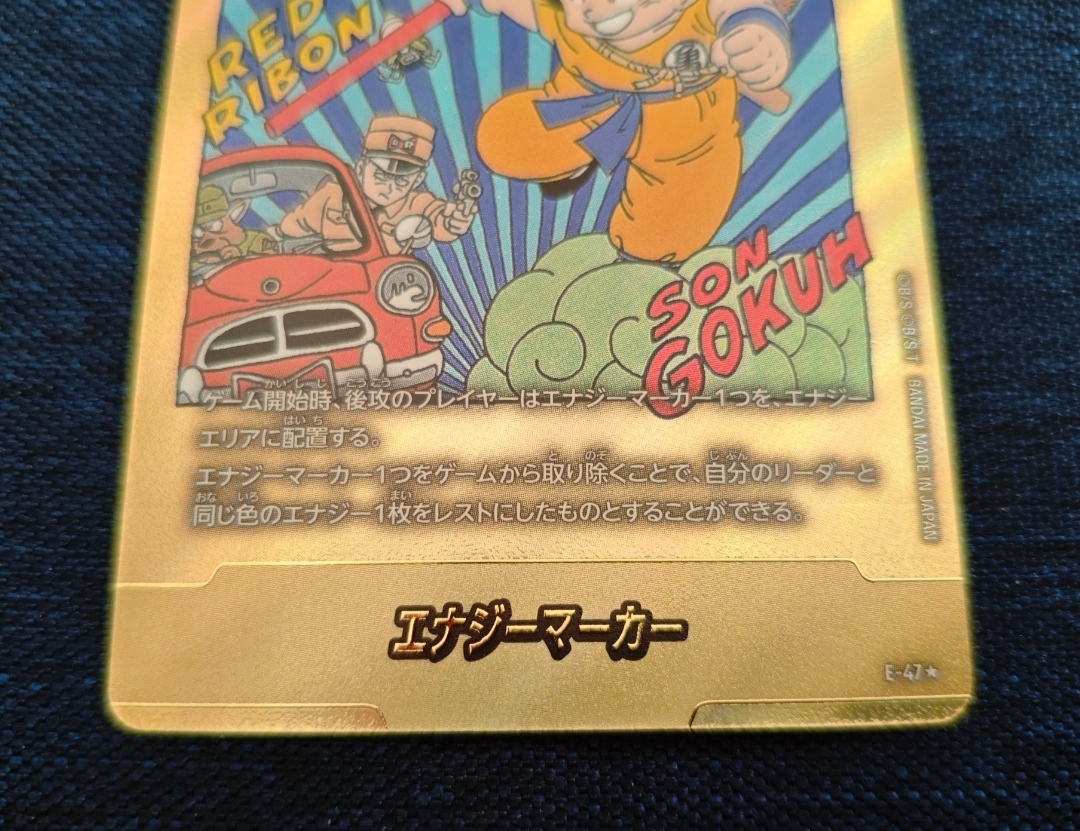 RED
RIBON
SON
GOKUH
ゲーム開始時、後攻のプレイヤーはエナジーマーカー1つを、エナジー
エリアに配置する。
エナジーマーカー1つをゲームから取り除くことで、自分のリーダーと
同じ色のエナジー1枚をレストにしたものとすることができる。
©B/S ©B/S T BANDAI MADE IN JAPAN
エナジーマーカー
E-47★